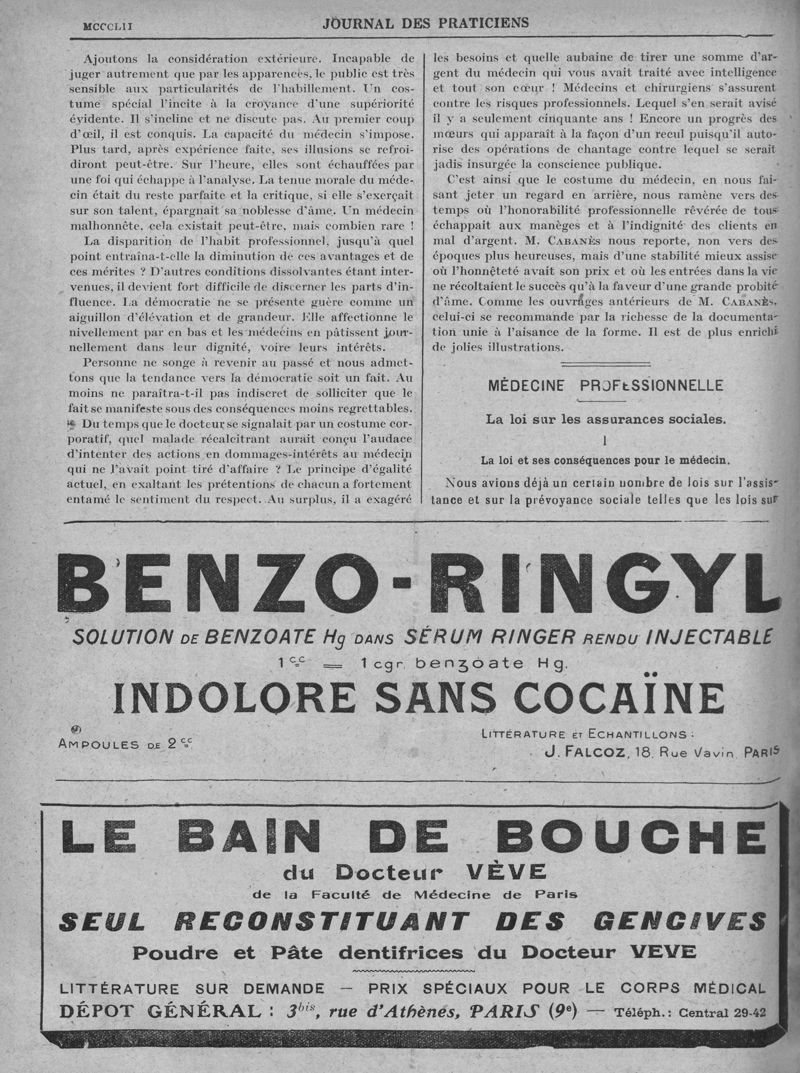 MCCCLII
JOURNAL DES PRATICIENS
Ajoutons la considération extérieure. Incapable de
juger autrement que par les apparences, le public est très
sensible aux particularités de l'habillement. Un cos-
tume spécial l'incite à la croyance d'une supériorité
évidente. Il s'incline et ne discute pas. Au premier coup
d'œil, il est conquis. La capacité du médecin s'impose.
Plus tard, après expérience faite, ses illusions se refroi-
diront peut-être. Sur l'heure, elles sont échauffées par
une foi qui échappe à l'analyse. La tenue morale du méde-
cin était du reste parfaite et la critique, si elle s'exerçait
sur son talent, épargnait sa noblesse d'âme. Un médecin
malhonnête, cela existait peut-être, mais combien rare !
La disparition de l'habit professionnel, jusqu'à quel
point entraîna-t-elle la diminution de ces avantages et de
ces mérites ? D'autres conditions dissolvantes étant inter-
venues, il devient fort difficile de discerner les parts d'in-
fluence. La démocratie ne se présente guère comme un
aiguillon d'élévation et de grandeur. Elle affectionne le
nivellement par en bas et les médecins en pâtissent jour-
nellement dans leur dignité, voire leurs intérêts.
Personne ne songe à revenir au passé et nous admet-
tons que la tendance vers la démocratie soit un fait. Au
moins ne paraîtra-t-il pas indiscret de solliciter que le
fait se manifeste sous des conséquences moins regrettables.
Du temps que le docteur se signalait par un costume cor-
poratif, quel malade récalcitrant aurait conçu l'audace
d'intenter des actions en dommages-intérêts au médecin
qui ne l'avait point tiré d'affaire ? Le principe d'égalité
actuel, en exaltant les prétentions de chacun a fortement
entamé le sentiment du respect. Au surplus, il a exagéré
les besoins et quelle aubaine de tirer une somme d'ar-
gent du médecin qui vous avait traité avec intelligence
et tout son cœur ! Médecins et chirurgiens s'assurent
contre les risques professionnels. Lequel s'en serait avisé
il y a seulement cinquante ans ! Encore un progrès des
mœurs qui apparaît à la façon d'un recul puisqu'il auto-
rise des opérations de chantage contre lequel se serait
jadis insurgée la conscience publique.
C'est ainsi que le costume du médecin, en nous fai-
sant jeter un regard en arrière, nous ramène vers des
temps où l'honorabilité professionnelle révérée de tous
échappait aux manèges et à l'indignité des clients en
mal d'argent. M. CABANÈS nous reporte, non vers des
époques plus heureuses, mais d'une stabilité mieux assise
où l'honnêteté avait son prix et où les entrées dans la vie
ne récoltaient le succès qu'à la faveur d'une grande probité
d'âme. Comme les ouvrages antérieurs de M. CABANÈS,
celui-ci se recommande par la richesse de la documenta-
tion unie à l'aisance de la forme. Il est de plus enrichi
de jolies illustrations.
MÉDECINE PROFESSIONNELLE
La loi sur les assurances sociales.
I
La loi et ses conséquences pour le médecin.
Nous avions déjà un certain nombre de lois sur l'assis-
tance et sur la prévoyance sociale telles que les lois sur
BENZO-RINGYL
SOLUTION DE BENZOATE Hg DANS SÉRUM RINGER RENDU INJECTABLE
1 cc = 1 cgr. benzoate Hg.
INDOLORE SANS COCAÏNE
AMPOULES DE 2 cc
LITTÉRATURE ET ECHANTILLONS :
J. FALCOZ, 18, Rue Vavin, PARIS
LE BAIN DE BOUCHE
du Docteur VÈVE
de la Faculté de Médecine de Paris
SEUL RECONSTITUANT DES GENCIVES
Poudre et Pâte dentifrices du Docteur VEVE
LITTÉRATURE SUR DEMANDE — PRIX SPÉCIAUX POUR LE CORPS MÉDICAL
DÉPOT GÉNÉRAL : 3bis, rue d'Athènes, PARIS (9e) — Téléph.: Central 29-42